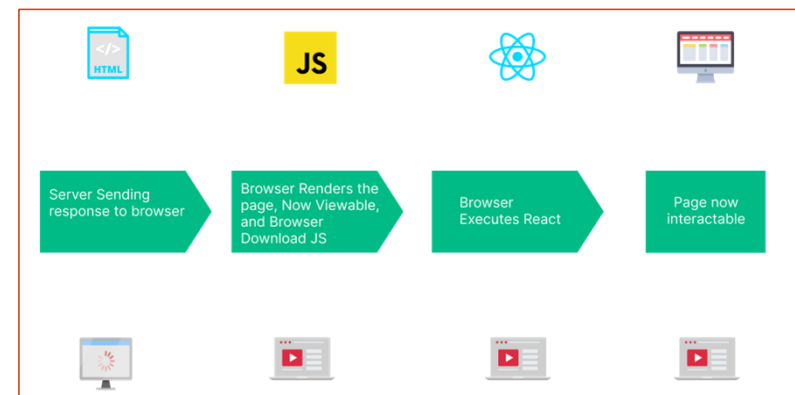 </>
HTML
JS
Server Sending
response to browser
Browser Renders the
page, Now Viewable,
and Browser
Download JS
Browser
Executes React
Page now
interactable